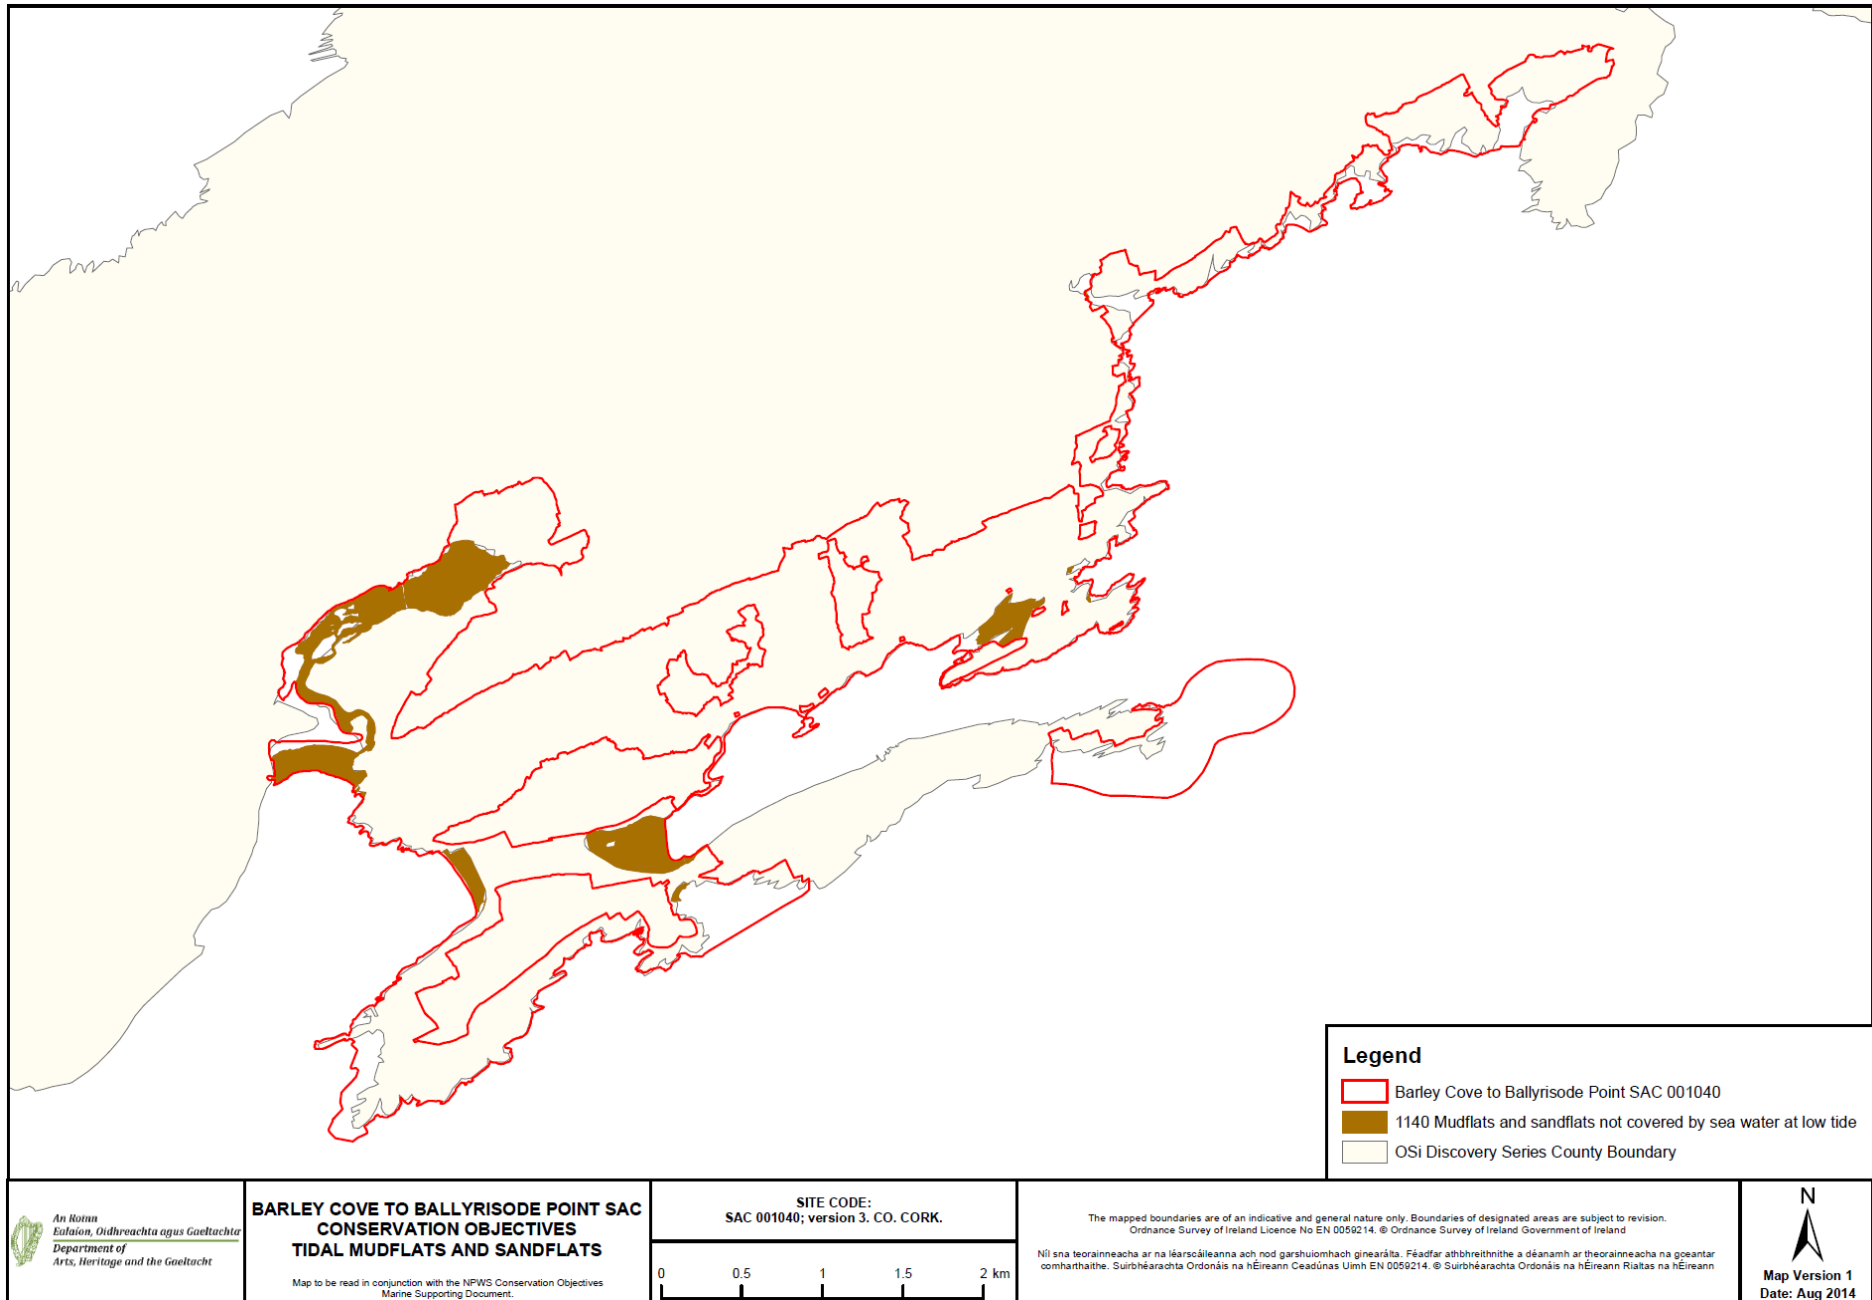 Legend
Barley Cove to Ballyrisode Point SAC 001040
1140 Mudflats and sandflats not covered by sea water at low tide
OSi Discovery Series County Boundary
An Roinn
Ealaíon, Oidhreachta agus Gaeltachta
Department of
Arts, Heritage and the Gaeltacht
BARLEY COVE TO BALLYRISODE POINT SAC
CONSERVATION OBJECTIVES
TIDAL MUDFLATS AND SANDFLATS
Map to be read in conjunction with the NPWS Conservation Objectives
Marine Supporting Document.
SITE CODE:
SAC 001040; version 3. CO. CORK.
0 0.5 1 1.5 2 km
The mapped boundaries are of an indicative and general nature only. Boundaries of designated areas are subject to revision.
Ordnance Survey of Ireland Licence No EN 0059214. © Ordnance Survey of Ireland Government of Ireland
Níl sna teorainneacha ar na léarscáileanna ach nod garshuiomhach ginearálta. Féadfar athbhreithnithe a déanamh ar theorainneacha na gceantar
comharthaithe. Suirbhéarachta Ordonáis na hÉireann Ceadúnas Uimh EN 0059214. © Suirbhéarachta Ordonáis na hÉireann Rialtas na hÉireann
N
Map Version 1
Date: Aug 2014